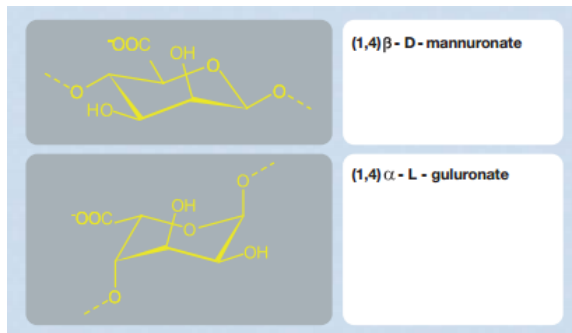 -OOC
OH
O
O
HO
O
(1,4) β - D - mannuronate
O
-OOC
OH
O
OH
O
(1,4) α - L - guluronate